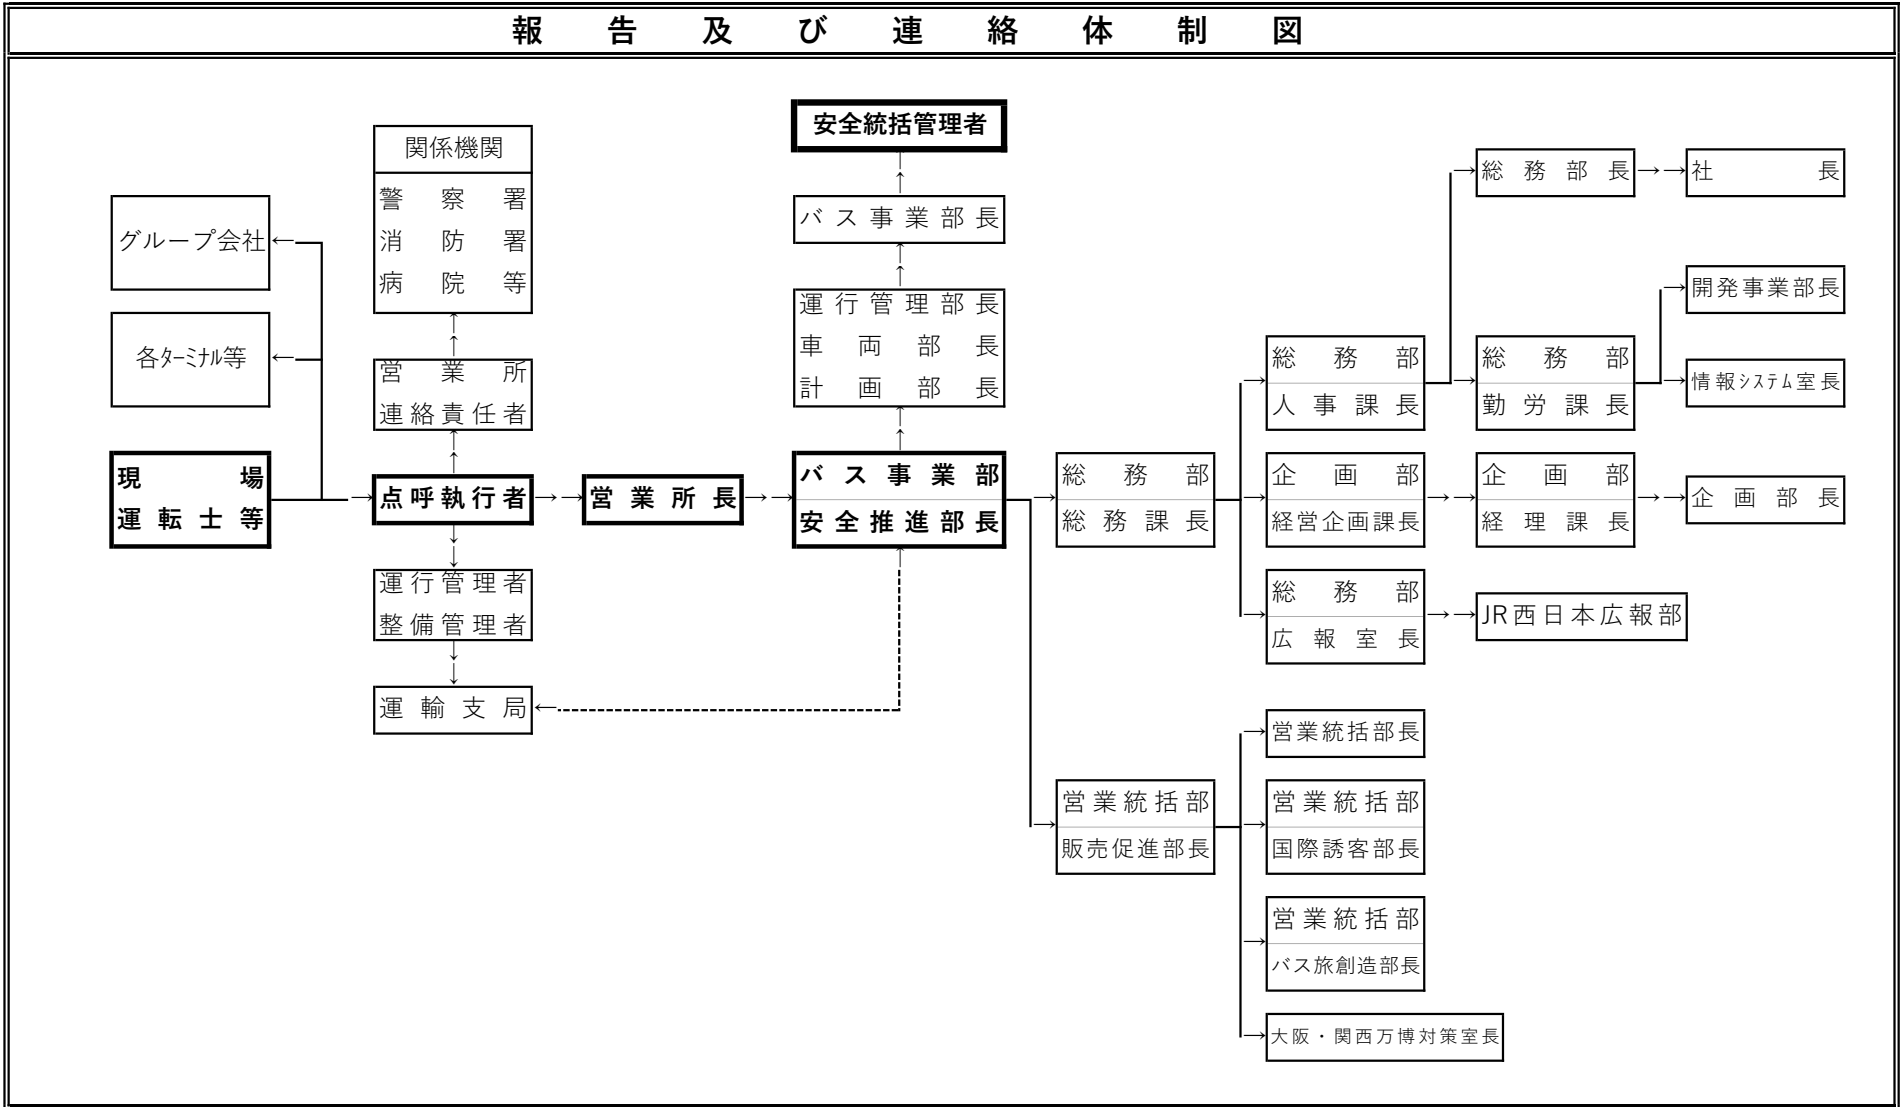 報告及び連絡体制図
安全統括管理者
関係機関
警察署
消防署
病院等
グループ会社
各ﾀｰﾐﾅﾙ等
営業所
連絡責任者
現場
運転士等
点呼執行者
営業所長
運行管理者
整備管理者
運輸支局
バス事業部長
運行管理部長
車両部長
計画部長
バス事業部
安全推進部長
総務部
総務課長
総務部
人事課長
総務部長
社長
総務部
勤労課長
開発事業部長
情報ｼｽﾃﾑ室長
企画部
経営企画課長
企画部
経理課長
企画部長
総務部
広報室長
JR西日本広報部
営業統括部
販売促進部長
営業統括部長
営業統括部
国際誘客部長
営業統括部
バス旅創造部長
大阪・関西万博対策室長